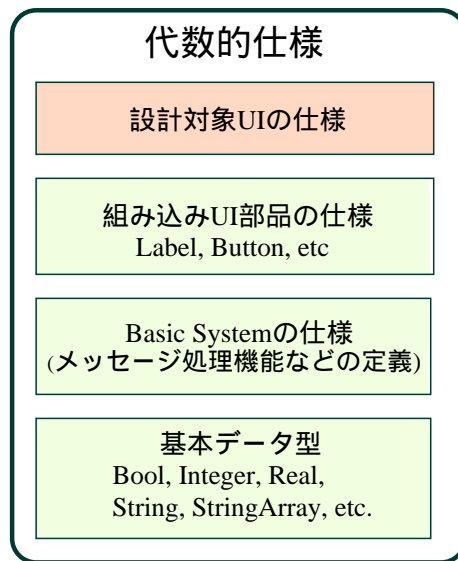 代数的仕様
設計対象UIの仕様
組み込みUI部品の仕様
Label, Button, etc
Basic Systemの仕様
(メッセージ処理機能などの定義)
基本データ型
Bool, Integer, Real,
String, StringArray, etc.